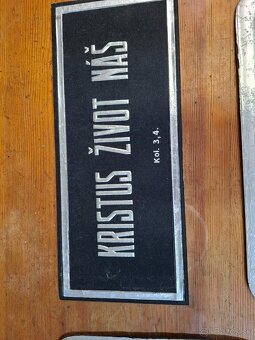 KRISTUS ŽIVOT NÁŠ
Kol. 3,4.